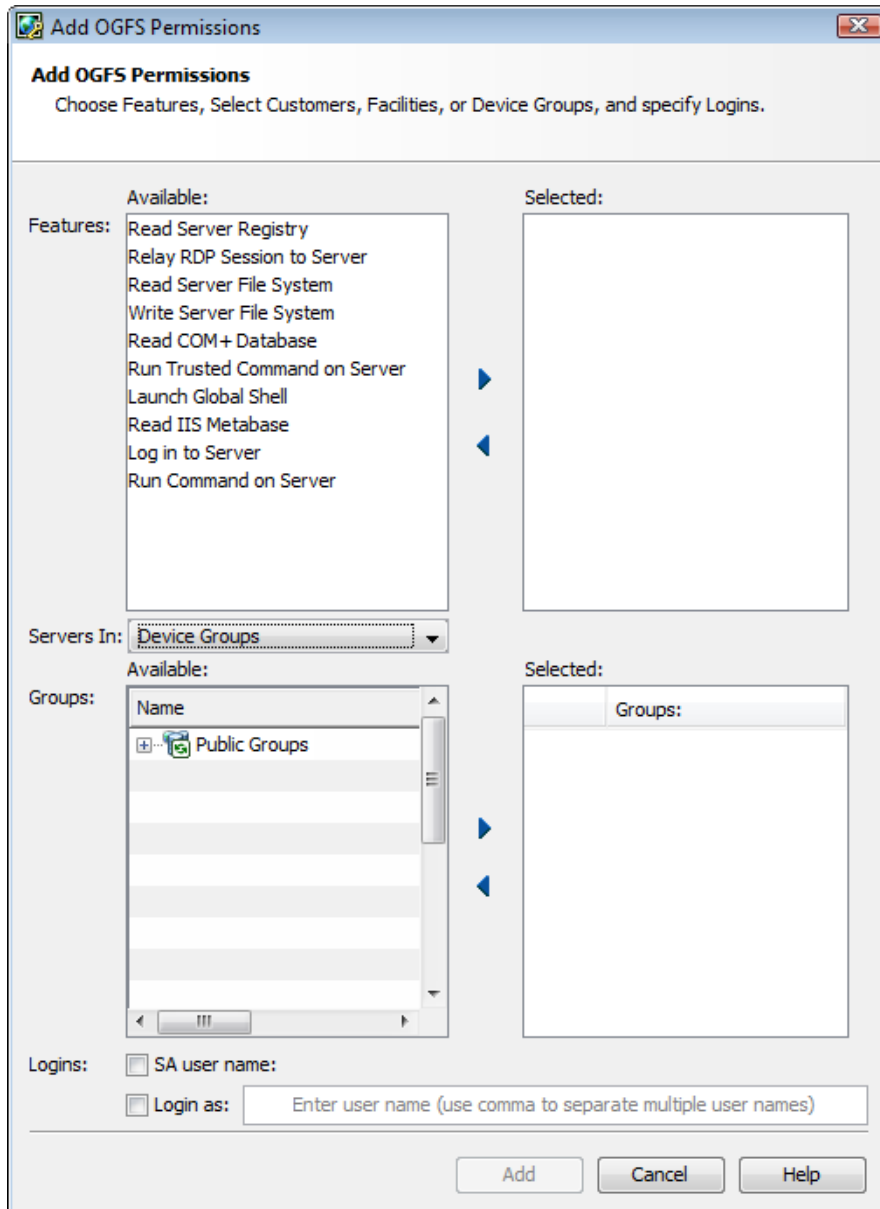 Add OGFS Permissions
Add OGFS Permissions
Choose Features, Select Customers, Facilities, or Device Groups, and specify Logins.
Available:
Selected:
Features:
Read Server Registry
Relay RDP Session to Server
Read Server File System
Write Server File System
Read COM+ Database
Run Trusted Command on Server
Launch Global Shell
Read IIS Metabase
Log in to Server
Run Command on Server
Servers In: Device Groups
Available:
Selected:
Groups:
Name
Groups:
Public Groups
Logins:
SA user name:
Login as: Enter user name (use comma to separate multiple user names)
Add Cancel Help